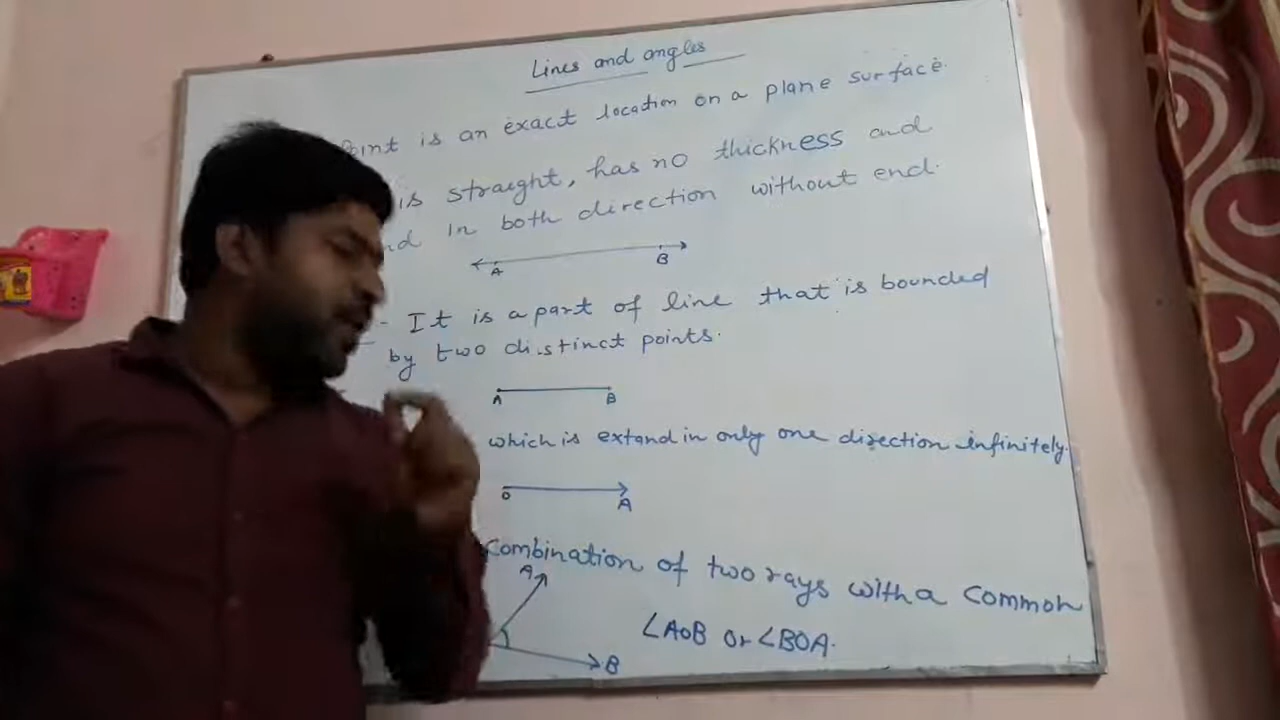 Lines and angles
Point is an exact location on a plane surface.
is straight, has no thickness and
nd in both direction without end.
A B
- It is a part of line that is bounded
by two distinct points.
A B
which is extand in only one direction infinitely.
O A
Combination of two rays with a common
A
∠AOB or ∠BOA.
B